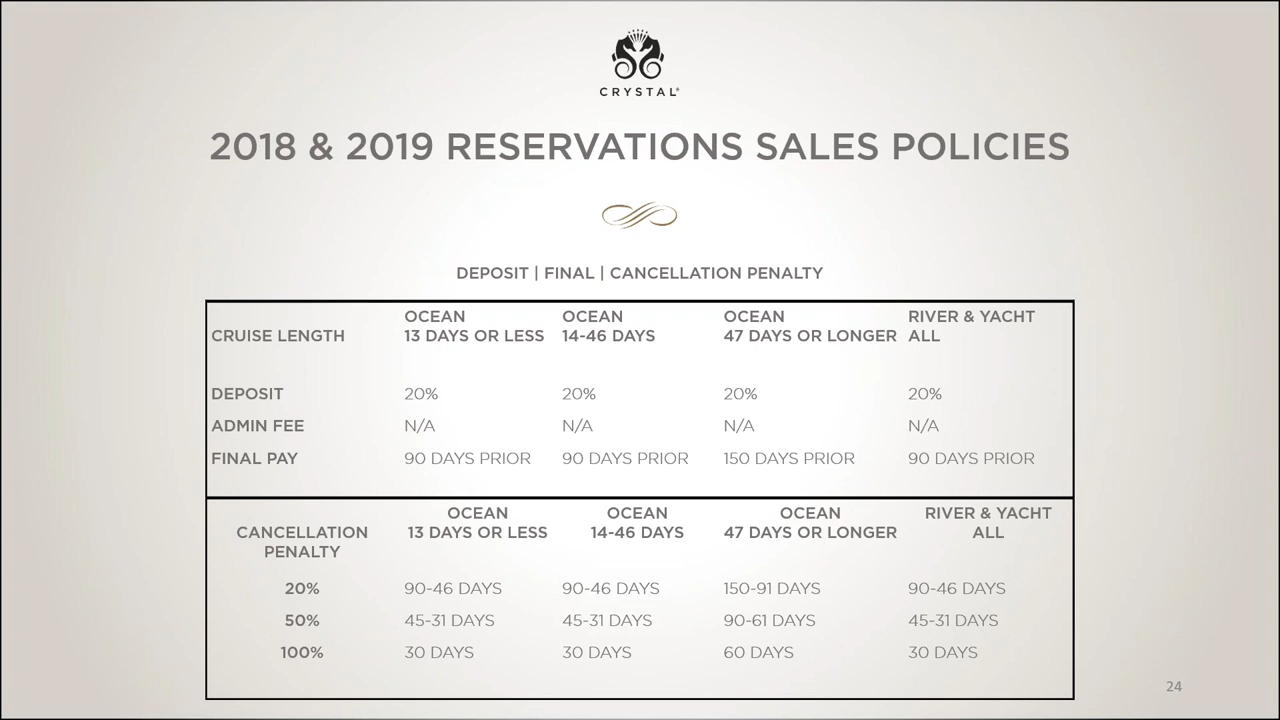 CRYSTAL®
2018 & 2019 RESERVATIONS SALES POLICIES
DEPOSIT | FINAL | CANCELLATION PENALTY
OCEAN OCEAN OCEAN RIVER & YACHT
CRUISE LENGTH 13 DAYS OR LESS 14-46 DAYS 47 DAYS OR LONGER ALL
DEPOSIT 20% 20% 20% 20%
ADMIN FEE N/A N/A N/A N/A
FINAL PAY 90 DAYS PRIOR 90 DAYS PRIOR 150 DAYS PRIOR 90 DAYS PRIOR
OCEAN OCEAN OCEAN RIVER & YACHT
CANCELLATION 13 DAYS OR LESS 14-46 DAYS 47 DAYS OR LONGER ALL
PENALTY
20% 90-46 DAYS 90-46 DAYS 150-91 DAYS 90-46 DAYS
50% 45-31 DAYS 45-31 DAYS 90-61 DAYS 45-31 DAYS
100% 30 DAYS 30 DAYS 60 DAYS 30 DAYS
24